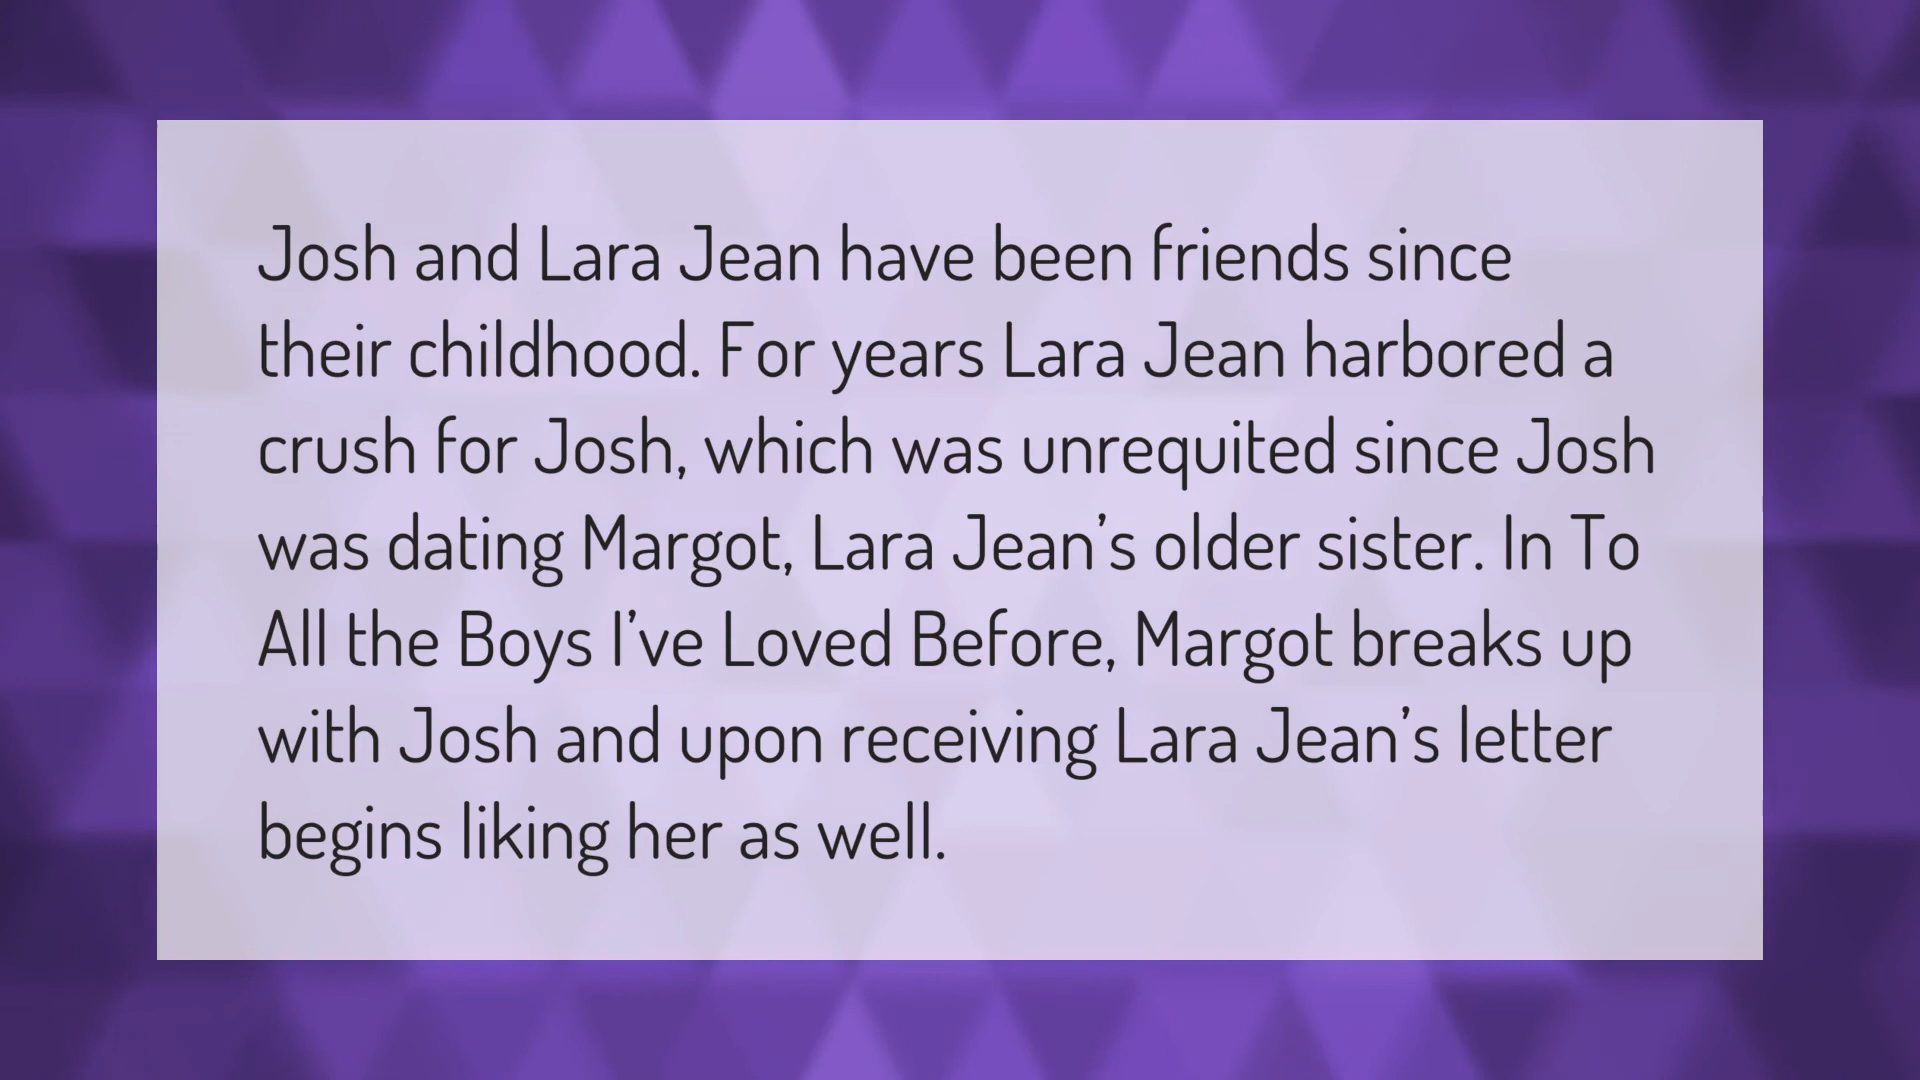 Josh and Lara Jean have been friends since
their childhood. For years Lara Jean harbored a
crush for Josh, which was unrequited since Josh
was dating Margot, Lara Jean’s older sister. In To
All the Boys I’ve Loved Before, Margot breaks up
with Josh and upon receiving Lara Jean’s letter
begins liking her as well.